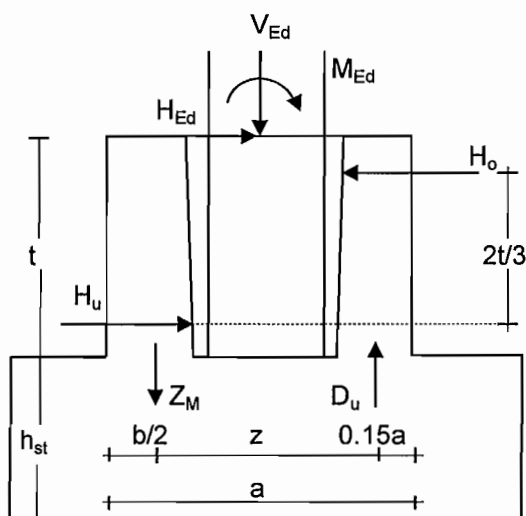 V_Ed
M_Ed
H_Ed
H_o
t
2t/3
H_u
Z_M
D_u
h_st
b/2 z 0.15a
a